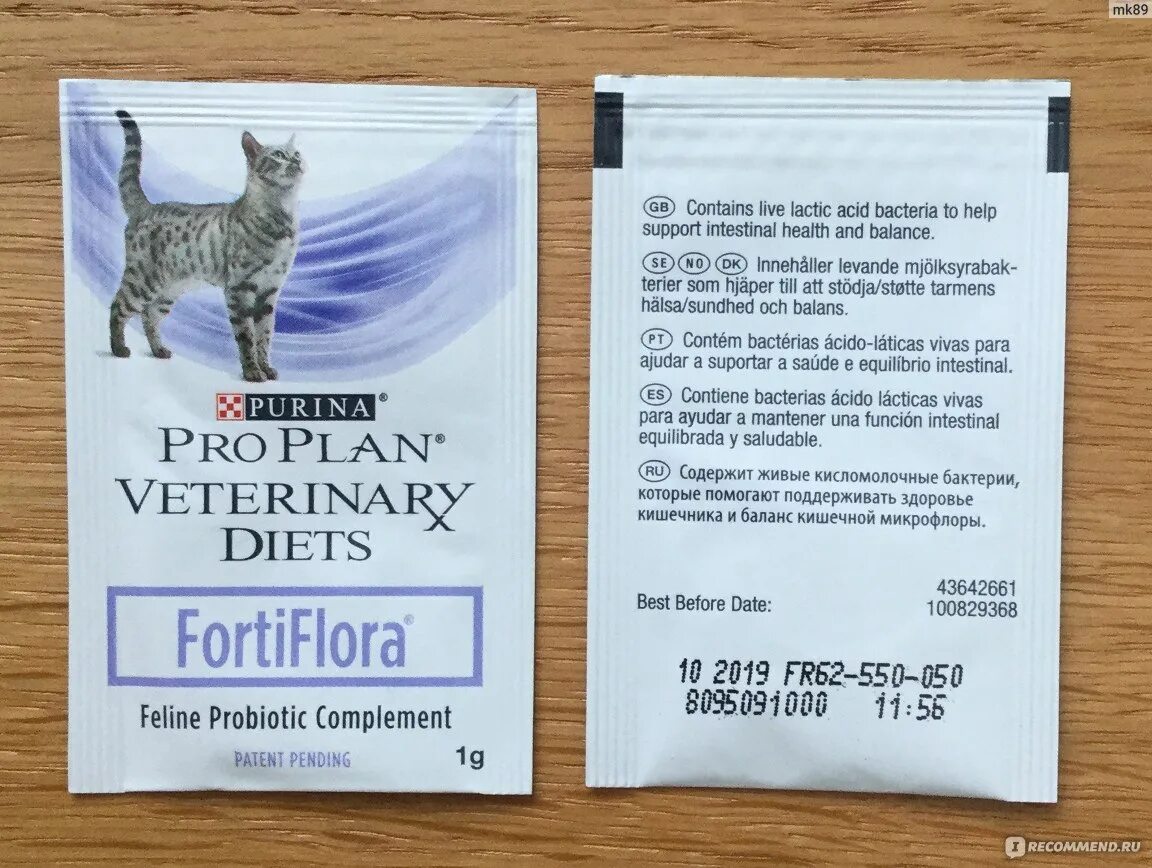 mk89
PURINA®
PRO PLAN®
VETERINARY
DIETS
FortiFlora®
Feline Probiotic Complement
PATENT PENDING
1g
GB Contains live lactic acid bacteria to help
support intestinal health and balance.
SE NO DK Innehåller levande mjölksyrabak-
terier som hjäper till att stödja/støtte tarmens
hälsa/sundhed och balans.
PT Contém bactérias ácido-láticas vivas para
ajudar a suportar a saúde e equilíbrio intestinal.
ES Contiene bacterias ácido lácticas vivas
para ayudar a mantener una función intestinal
equilibrada y saludable.
RU Содержит живые кисломолочные бактерии,
которые помогают поддерживать здоровье
кишечника и баланс кишечной микрофлоры.
43642661
Best Before Date: 100829368
10 2019 FR62-550-050
8095091000 11:56
IRECOMMEND.RU